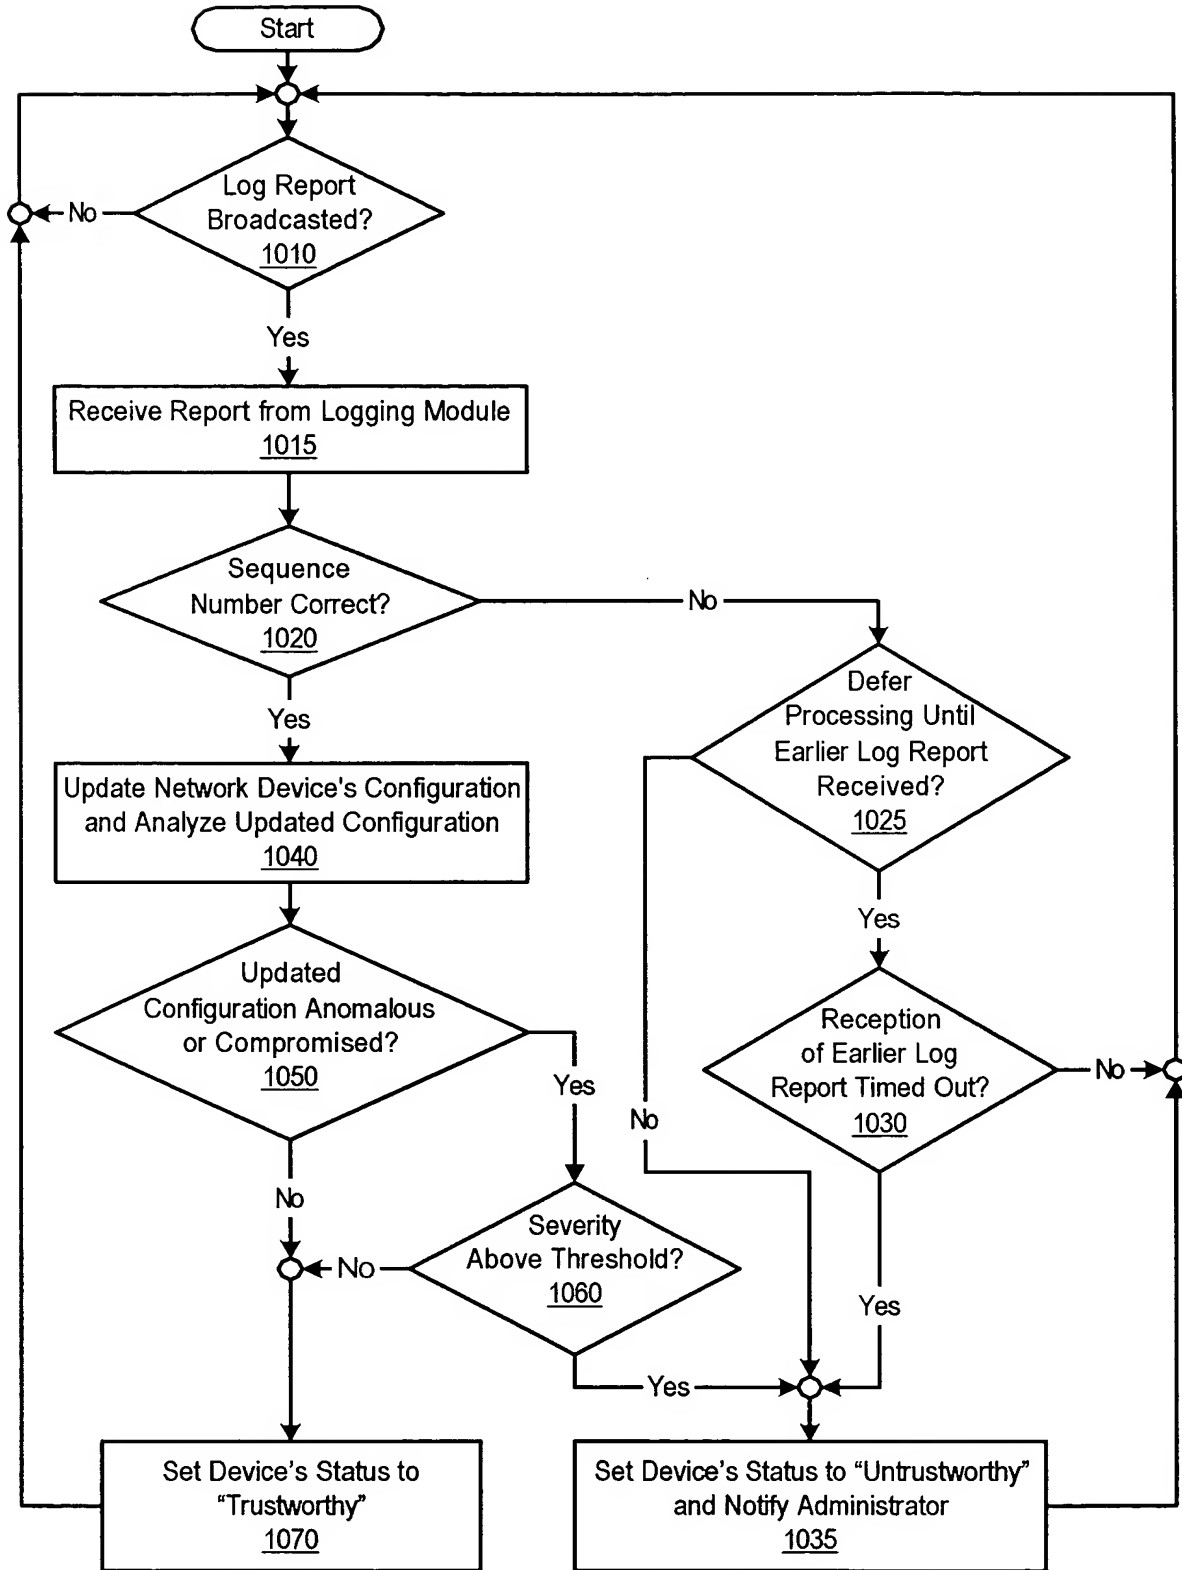 Start
Log Report
Broadcasted?
1010
No
Yes
Receive Report from Logging Module
1015
Sequence
Number Correct?
1020
No
Yes
Defer
Processing Until
Earlier Log Report
Received?
1025
Update Network Device's Configuration
and Analyze Updated Configuration
1040
Yes
Updated
Configuration Anomalous
or Compromised?
1050
Reception
of Earlier Log
Report Timed Out?
1030
No
Yes
No
No
Severity
Above Threshold?
1060
No
Yes
Yes
Set Device's Status to
“Trustworthy”
1070
Set Device's Status to “Untrustworthy”
and Notify Administrator
1035